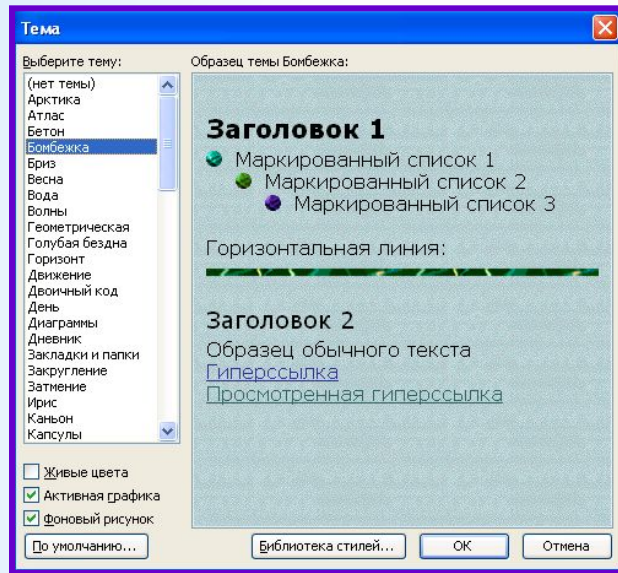 Тема
Выберите тему:
(нет темы)
Арктика
Атлас
Бетон
Бомбежка
Бриз
Весна
Вода
Волны
Геометрическая
Голубая бездна
Горизонт
Движение
Двоичный код
День
Диаграммы
Дневник
Закладки и папки
Закругление
Затмение
Ирис
Каньон
Капсулы
Живые цвета
Активная графика
Фоновый рисунок
По умолчанию...
Образец темы Бомбежка:
Заголовок 1
Маркированный список 1
Маркированный список 2
Маркированный список 3
Горизонтальная линия:
Заголовок 2
Образец обычного текста
Гиперссылка
Просмотренная гиперссылка
Библиотека стилей...
ОК
Отмена